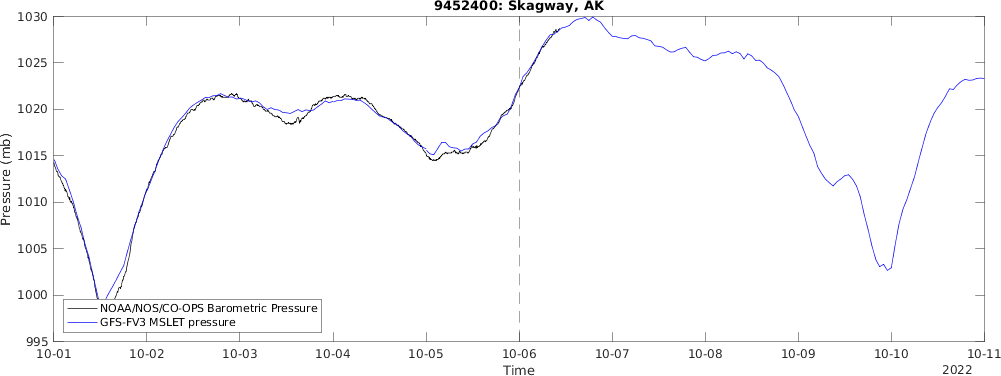 9452400: Skagway, AK
Pressure (mb)
1030
1025
1020
1015
1010
1005
1000
995
NOAA/NOS/CO-OPS Barometric Pressure
GFS-FV3 MSLET pressure
10-01 10-02 10-03 10-04 10-05 10-06 10-07 10-08 10-09 10-10 10-11
Time
2022